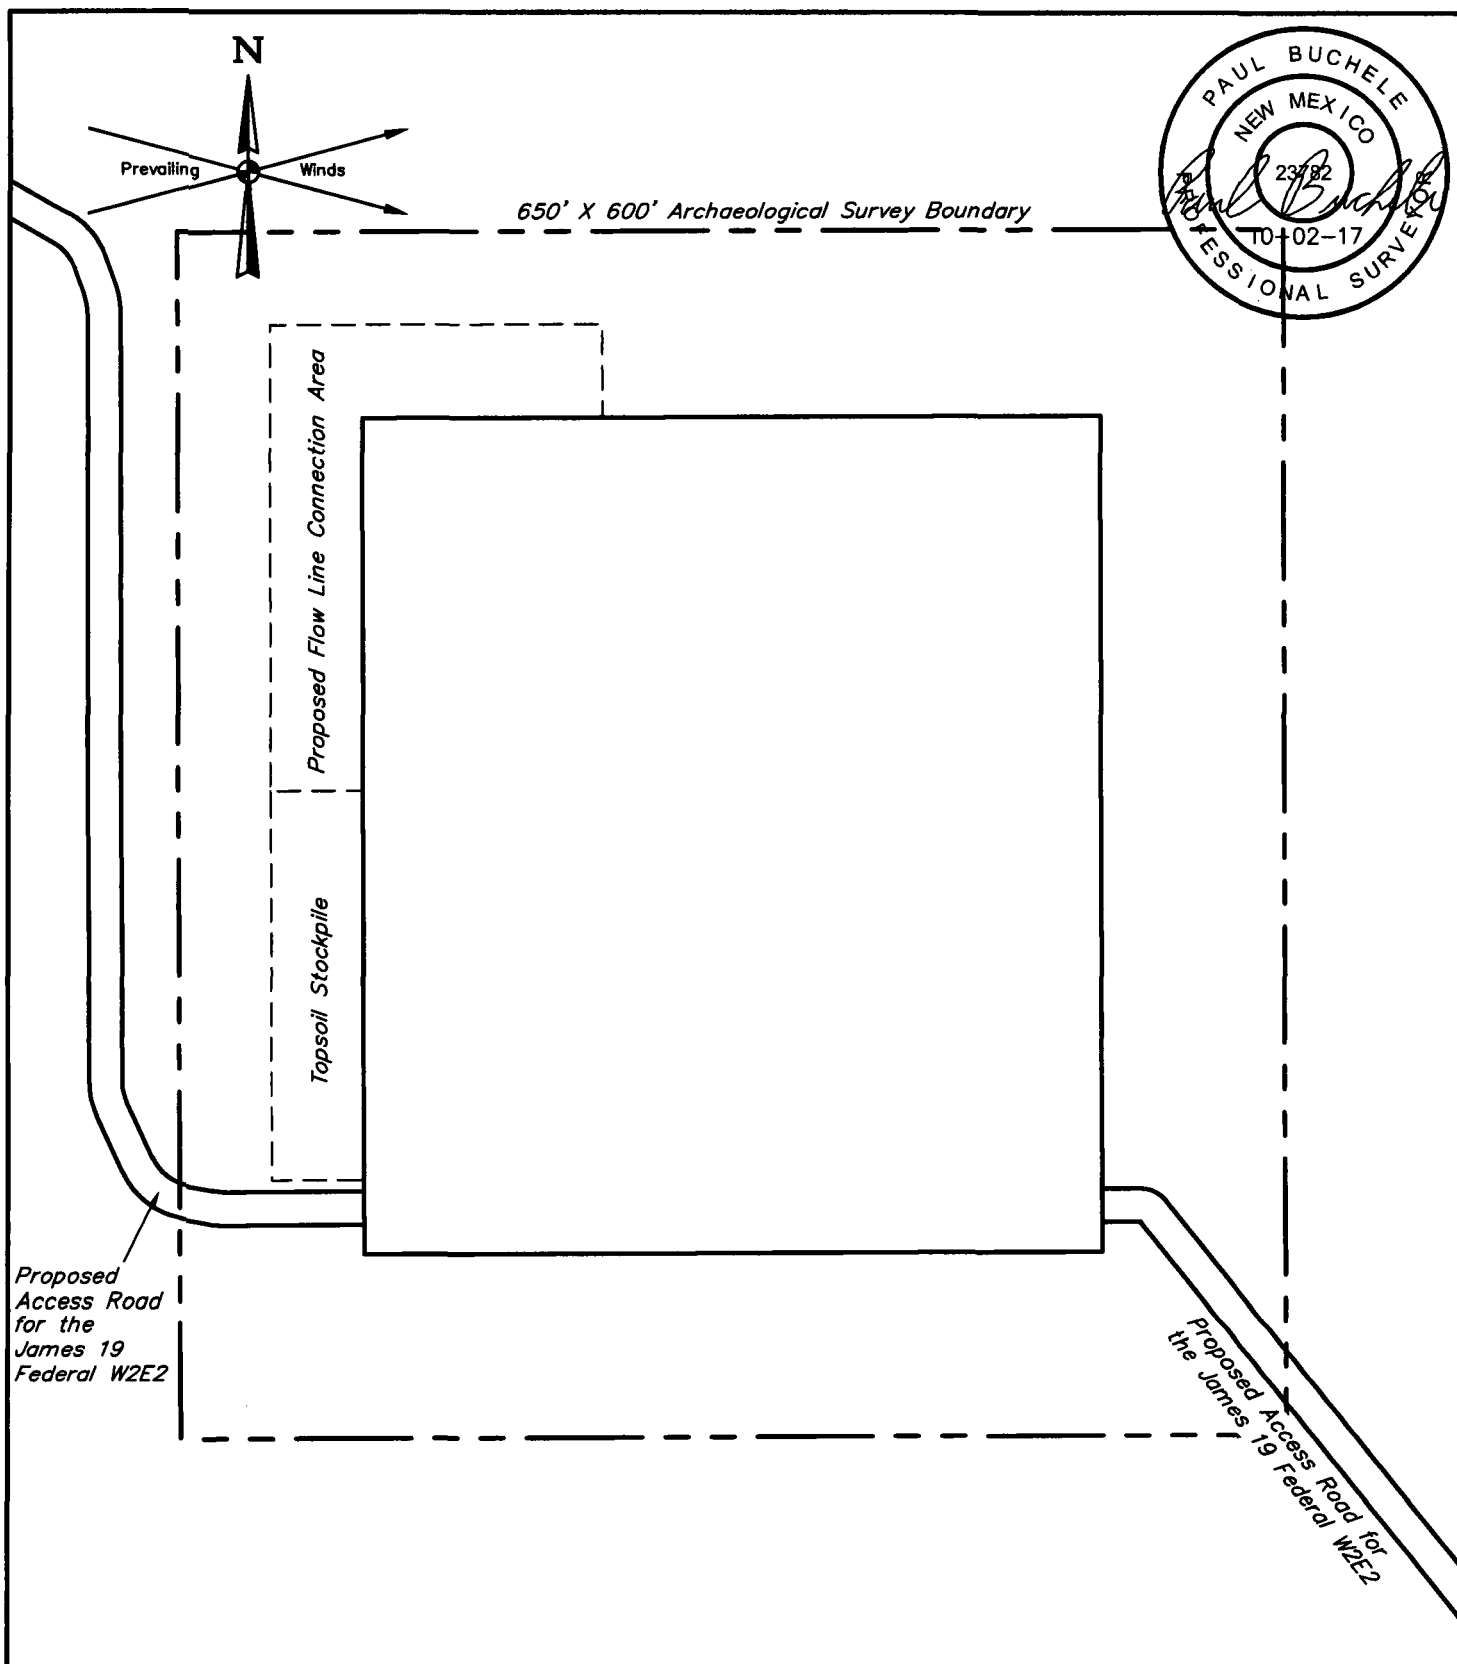 N
Prevailing Winds
PAUL BUCHELE
NEW MEXICO
23782
Paul Buchele
10-02-17
PROFESSIONAL SURVEYOR
650' X 600' Archaeological Survey Boundary
Proposed Flow Line Connection Area
Topsoil Stockpile
Proposed
Access Road
for the
James 19
Federal W2E2
Proposed Access Road for
the James 19 Federal W2E2